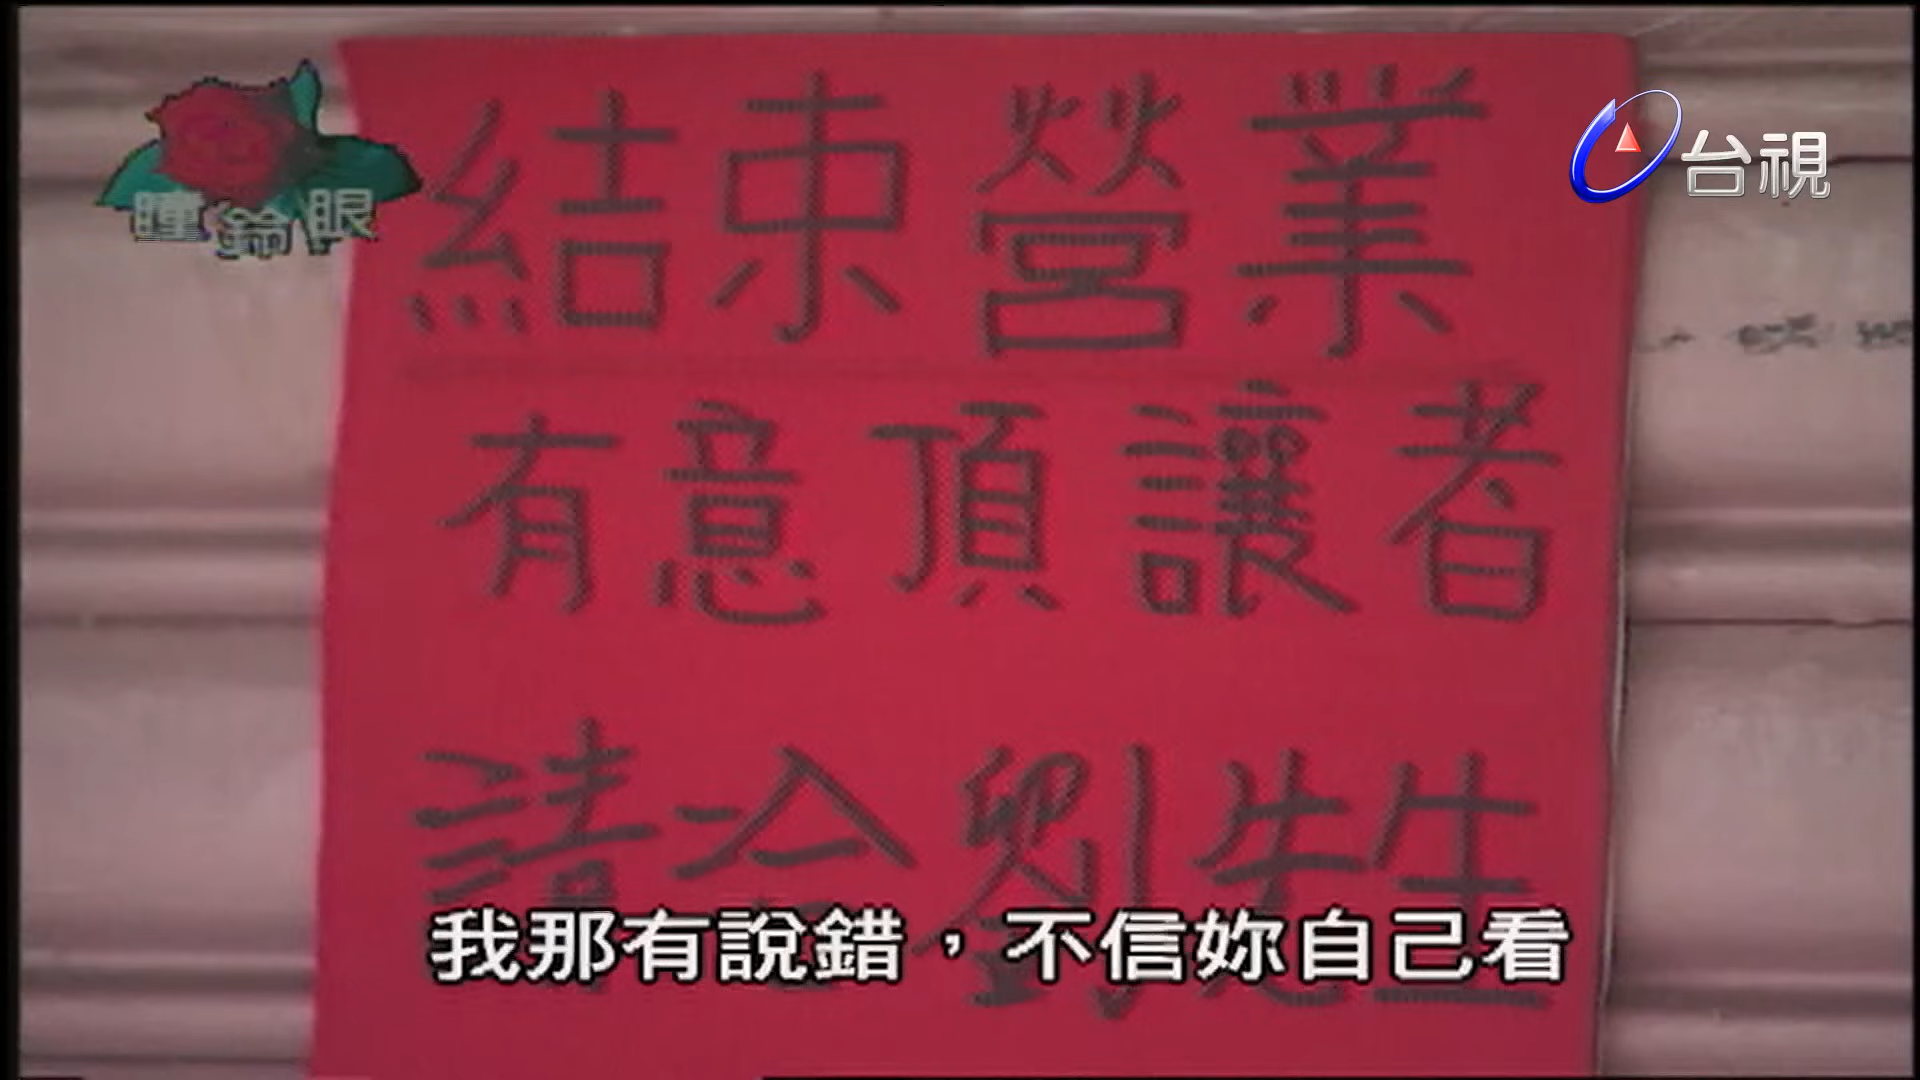 瞳鈴眼
台視
結束營業
有意頂讓者
請洽劉先生
我那有說錯，不信妳自己看